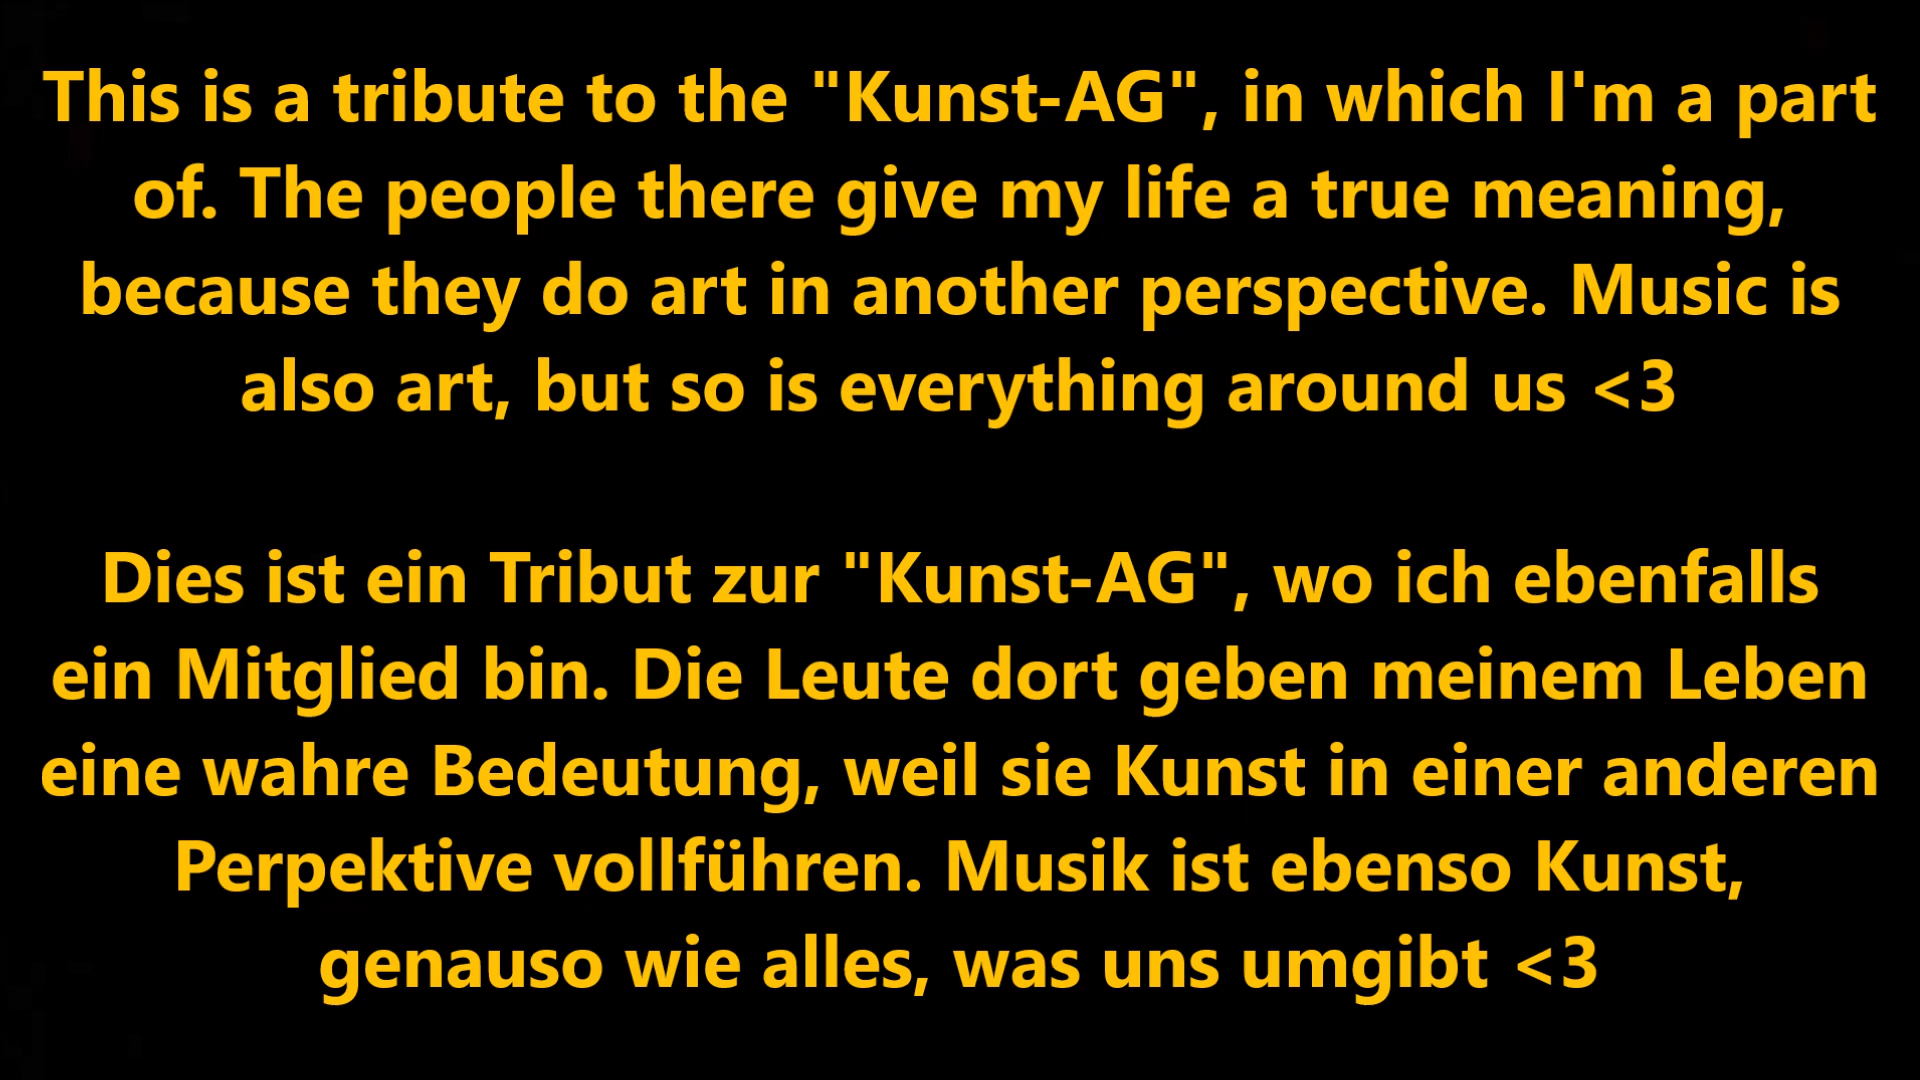 This is a tribute to the "Kunst-AG", in which I'm a part
of. The people there give my life a true meaning,
because they do art in another perspective. Music is
also art, but so is everything around us <3
Dies ist ein Tribut zur "Kunst-AG", wo ich ebenfalls
ein Mitglied bin. Die Leute dort geben meinem Leben
eine wahre Bedeutung, weil sie Kunst in einer anderen
Perpektive vollführen. Musik ist ebenso Kunst,
genauso wie alles, was uns umgibt <3